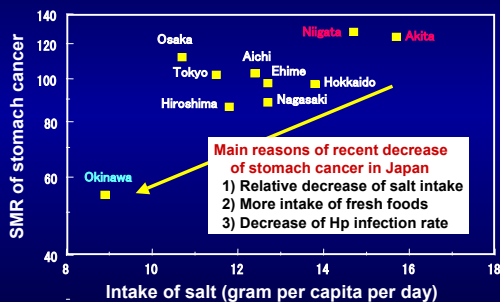 140
120
100
80
60
40
SMR of stomach cancer
Osaka
Niigata
Akita
Tokyo
Aichi
Ehime
Hokkaido
Hiroshima
Nagasaki
Okinawa
Main reasons of recent decrease
of stomach cancer in Japan
1) Relative decrease of salt intake
2) More intake of fresh foods
3) Decrease of Hp infection rate
8 10 12 14 16 18
Intake of salt (gram per capita per day)